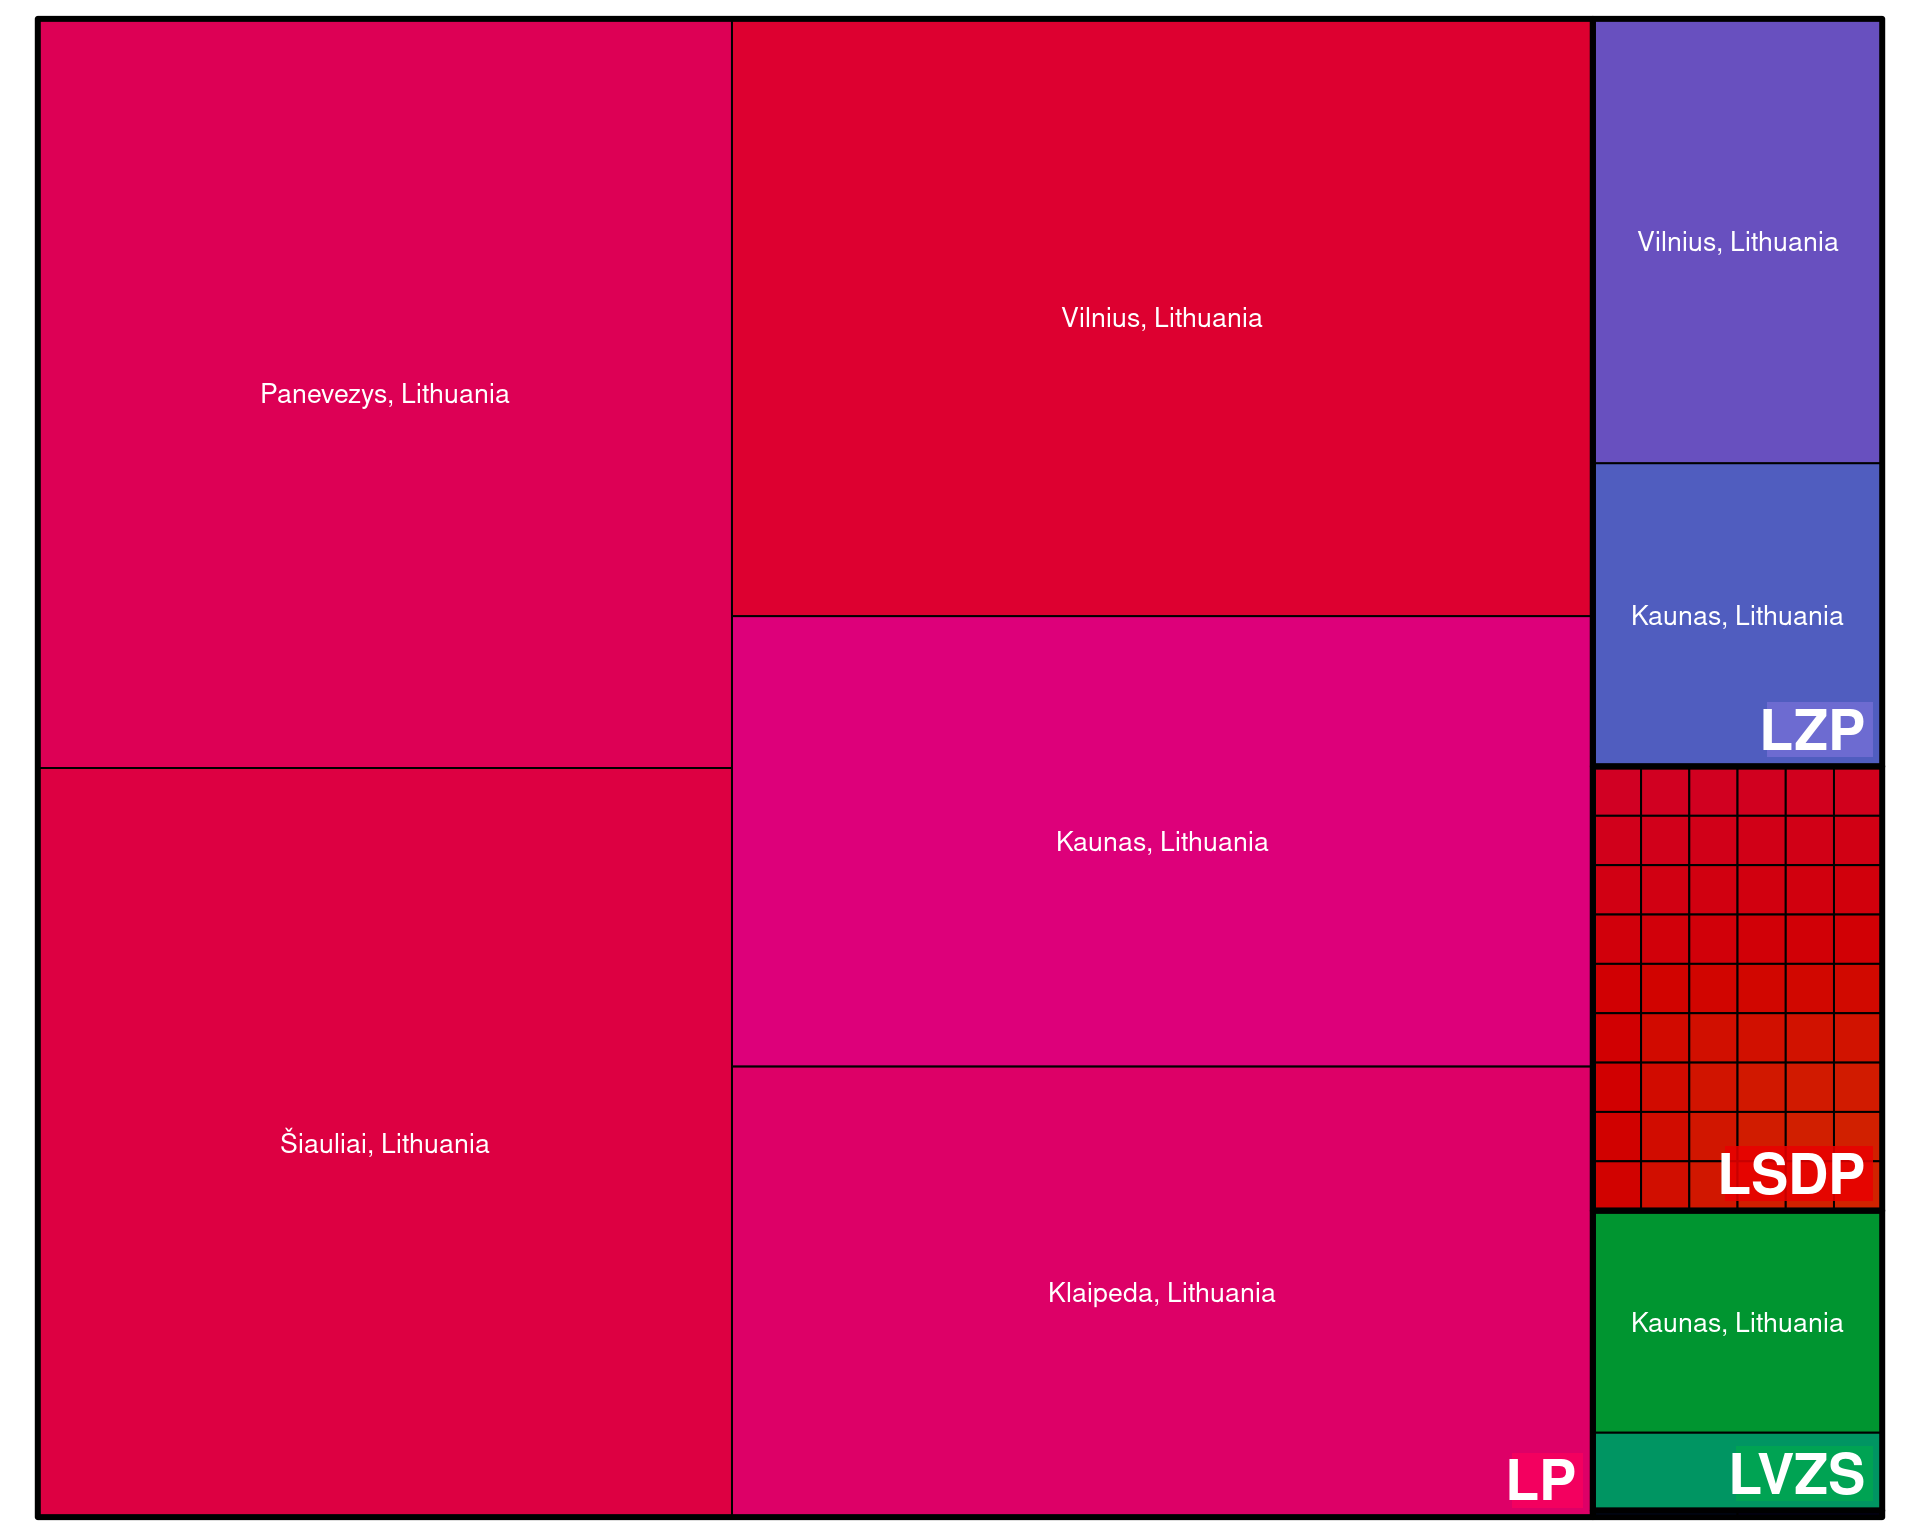 Panevezys, Lithuania
Šiauliai, Lithuania
Vilnius, Lithuania
Kaunas, Lithuania
Klaipeda, Lithuania
LP
Vilnius, Lithuania
Kaunas, Lithuania
LZP
LSDP
Kaunas, Lithuania
LVZS